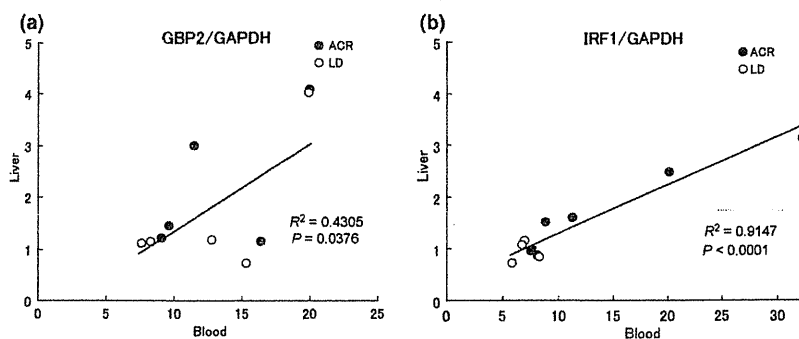 (a)
GBP2/GAPDH
ACR
LD
5
4
3
2
1
0
Liver
R² = 0.4305
P = 0.0376
0 5 10 15 20 25
Blood
(b)
IRF1/GAPDH
ACR
LD
5
4
3
2
1
0
Liver
R² = 0.9147
P < 0.0001
0 5 10 15 20 25 30
Blood